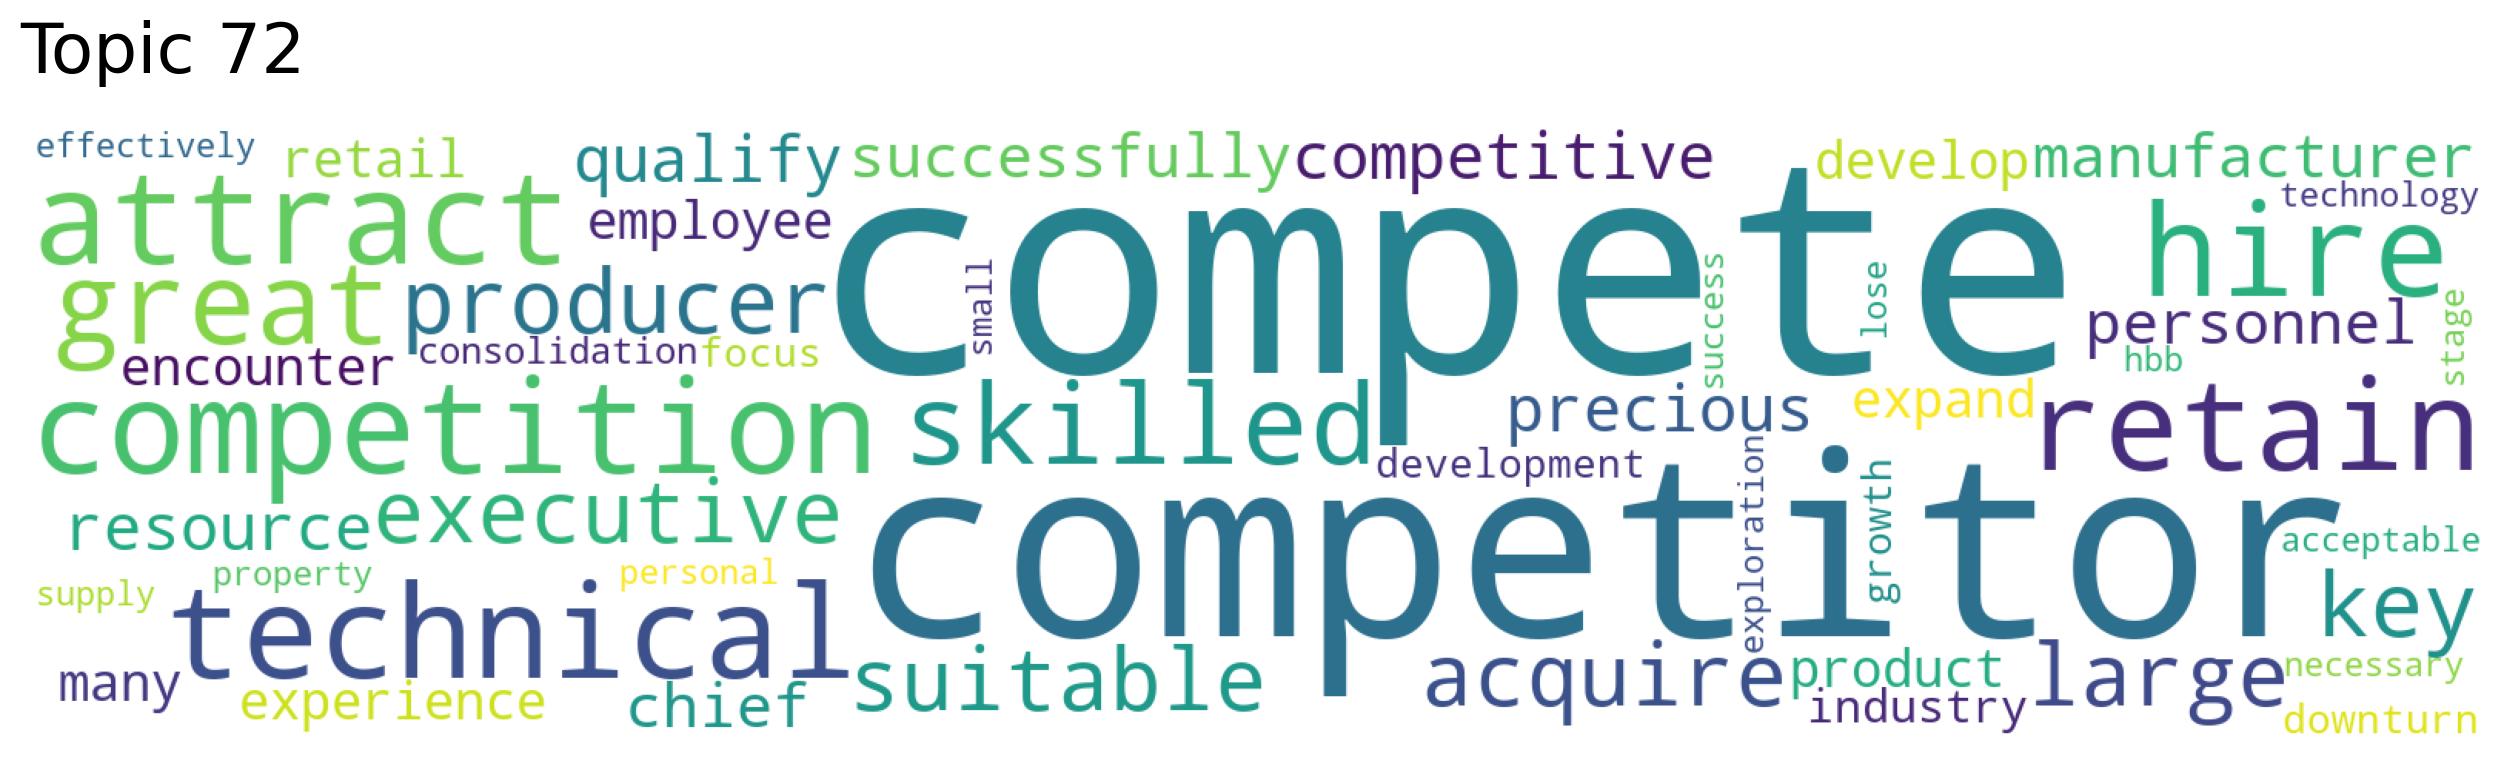 Topic 72
effectively
retail
qualify
successfully
competitive
develop
manufacturer
technology
attract
employee
compete
hire
great
producer
small
success
lose
personnel
stage
encounter
consolidation
focus
hbb
competition
skilled
precious
expand
retain
development
exploration
growth
resource
executive
competitor
acceptable
supply
property
personal
key
technical
many
experience
chief
suitable
acquire
product
large
necessary
industry
downturn